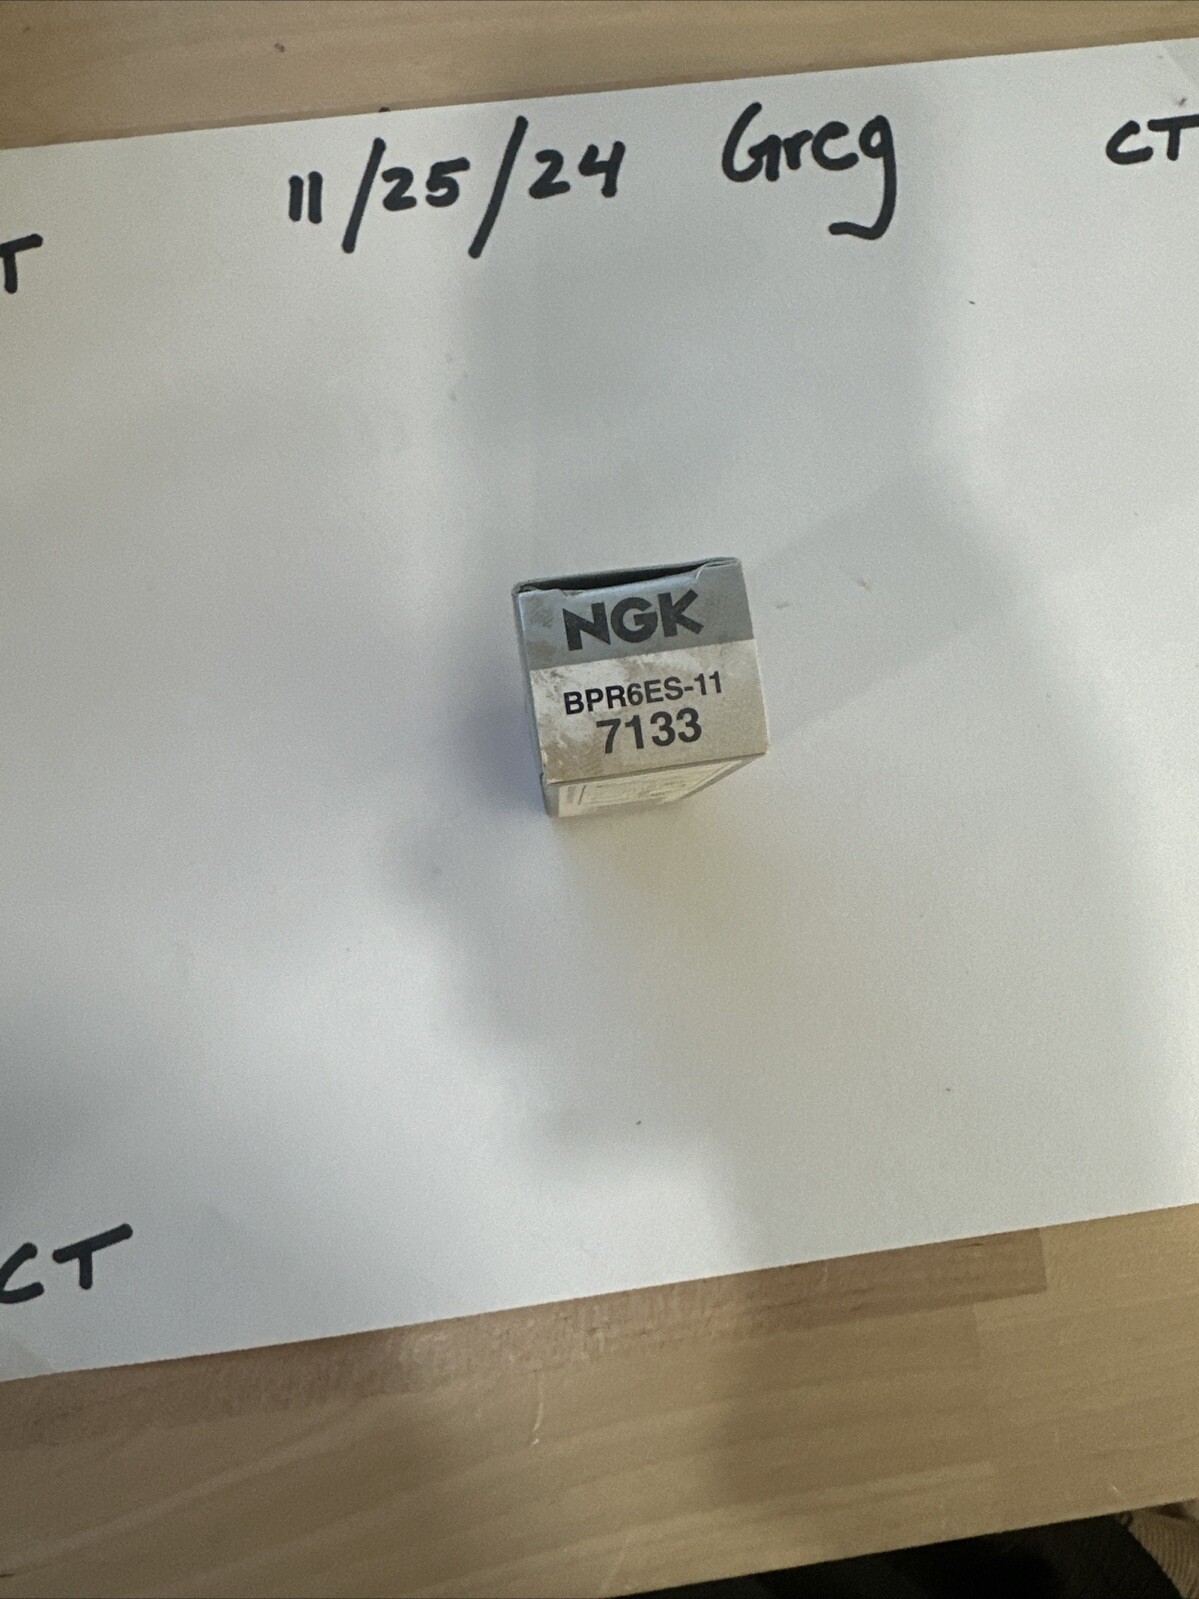 11/25/24 Greg CT
T
NGK
BPR6ES-11
7133
CT